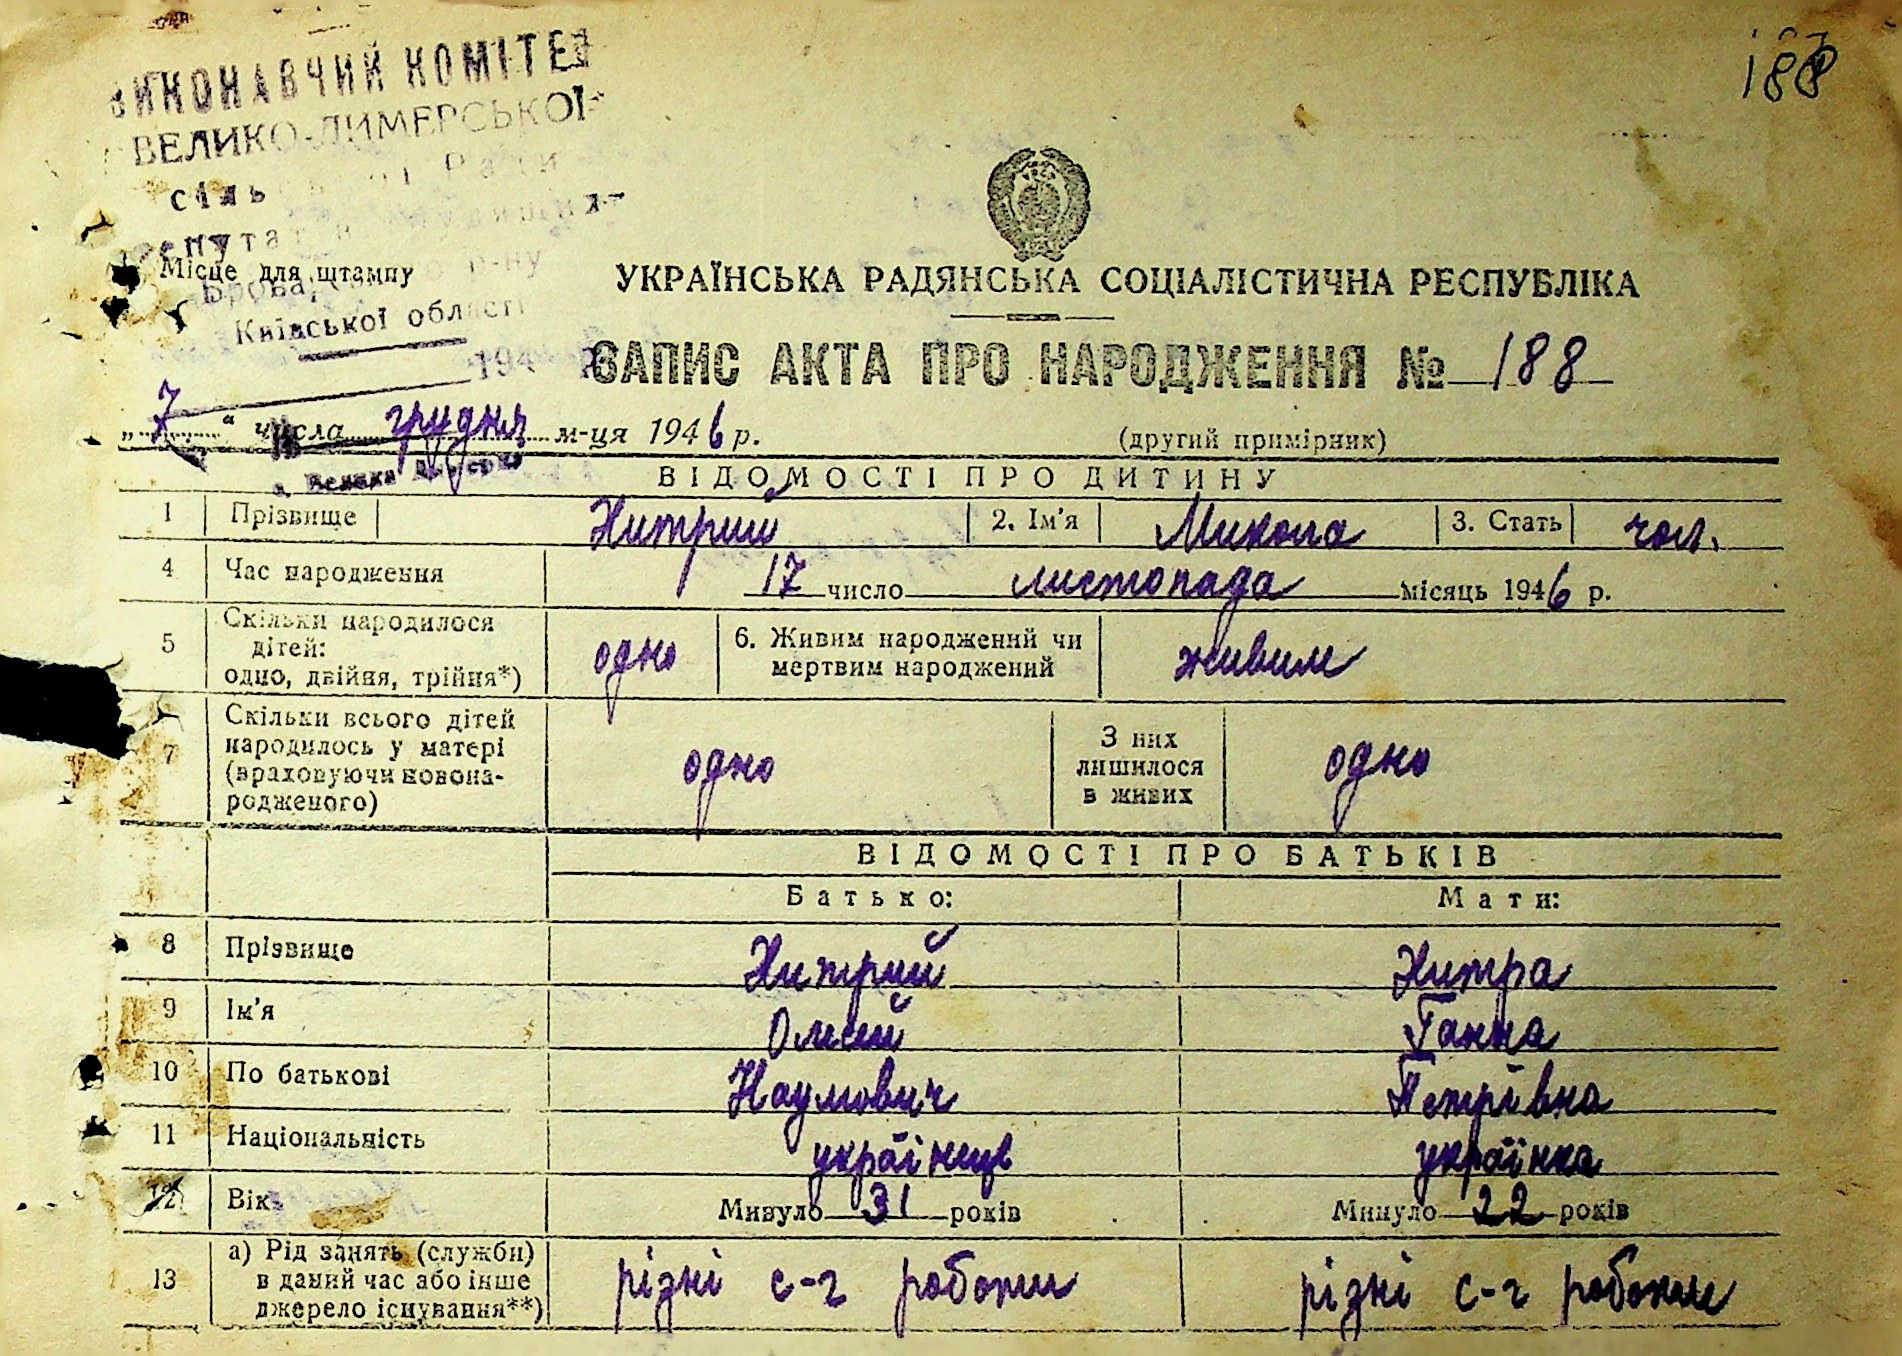 188
ВИКОНАВЧИЙ КОМІТЕТ
ВЕЛИКО-ДИМЕРСЬКОЇ
Місце для штампу
Київської області
194
УКРАЇНСЬКА РАДЯНСЬКА СОЦІАЛІСТИЧНА РЕСПУБЛІКА
ЗАПИС АКТА ПРО НАРОДЖЕННЯ № 188
„ 7 “ числа грудня м-ця 1946 р. (другий примірник)
ВІДОМОСТІ ПРО ДИТИНУ
1 Прізвище Хитрий 2. Ім'я Микола 3. Стать чол.
4 Час народження 17 число листопада місяць 1946 р.
5 Скільки народилося дітей: одно, двійня, трійня*) одно 6. Живим народжений чи мертвим народжений живим
7 Скільки всього дітей народилось у матері (враховуючи новонародженого) одно З них лишилося в живих одно
ВІДОМОСТІ ПРО БАТЬКІВ
Батько: Мати:
8 Прізвище Хитрий Хитра
9 Ім'я Олисей Ганна
10 По батькові Наумович Петрівна
11 Національність українець українка
12 Вік Минуло 31 років Минуло 22 років
13 а) Рід занять (служби) в даний час або інше джерело існування**) різні с-г роботи різні с-г роботи